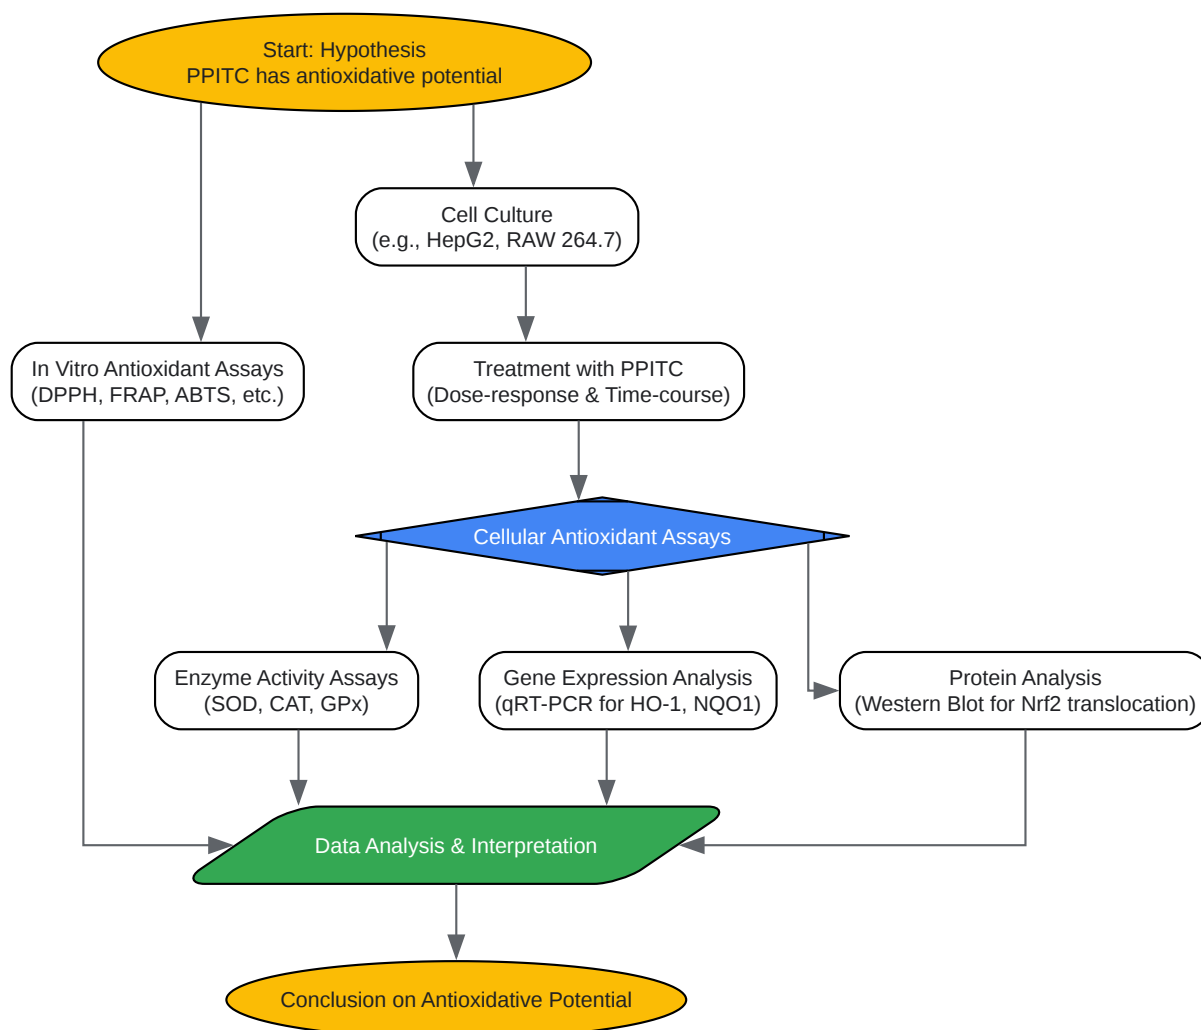 Start: Hypothesis
PPITC has antioxidative potential
Cell Culture
(e.g., HepG2, RAW 264.7)
In Vitro Antioxidant Assays
(DPPH, FRAP, ABTS, etc.)
Treatment with PPITC
(Dose-response & Time-course)
Cellular Antioxidant Assays
Enzyme Activity Assays
(SOD, CAT, GPx)
Gene Expression Analysis
(qRT-PCR for HO-1, NQO1)
Protein Analysis
(Western Blot for Nrf2 translocation)
Data Analysis & Interpretation
Conclusion on Antioxidative Potential